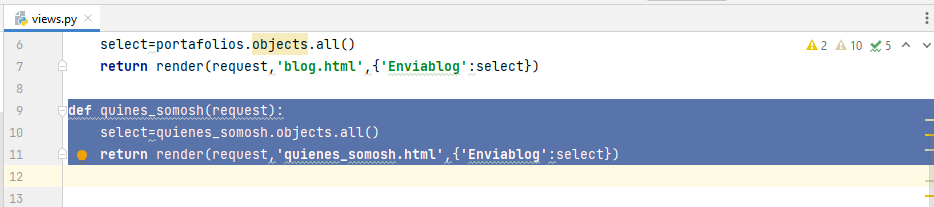 views.py
2 10 5
6 select=portafolios.objects.all()
7 return render(request,'blog.html',{'Enviablog':select})
8
9 def quines_somosh(request):
10 select=quienes_somosh.objects.all()
11 return render(request,'quienes_somosh.html',{'Enviablog':select})
12
13